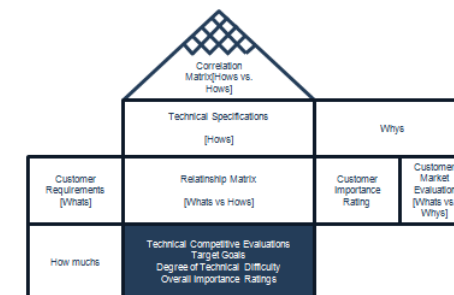 Correlation
Matrix[Hows vs.
Hows]
Technical Specifications
[Hows]
Whys
Customer
Requirements
[Whats]
Relatinship Matrix
[Whats vs Hows]
Customer
Importance
Rating
Customer
Market
Evaluation
[Whats vs
Whys]
How muchs
Technical Competitive Evaluations
Target Goals
Degree of Technical Difficulty
Overall Importance Ratings